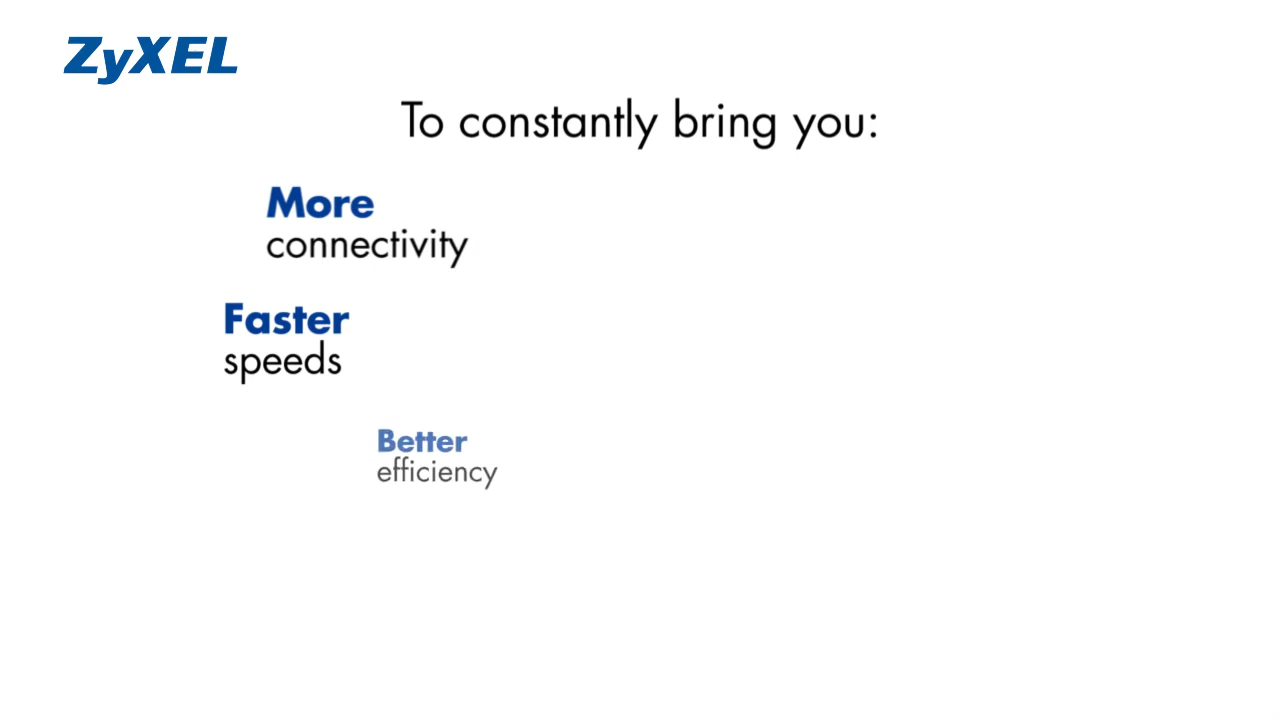 ZyXEL
To constantly bring you:
More
connectivity
Faster
speeds
Better
efficiency